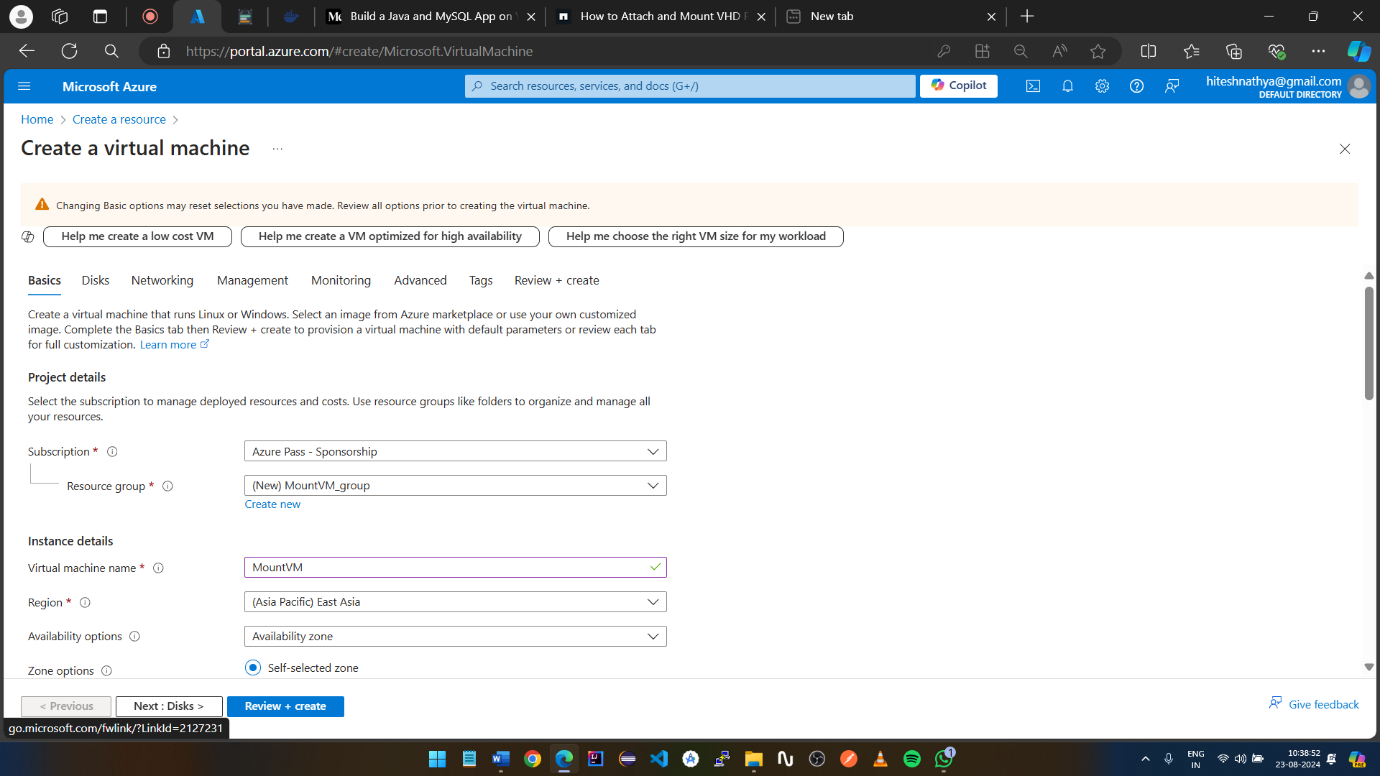 Build a Java and MySQL App on
How to Attach and Mount VHD F
New tab
https://portal.azure.com/#create/Microsoft.VirtualMachine
Microsoft Azure
Search resources, services, and docs (G+/)
Copilot
hiteshnathya@gmail.com
DEFAULT DIRECTORY
Home > Create a resource >
Create a virtual machine ...
Changing Basic options may reset selections you have made. Review all options prior to creating the virtual machine.
Help me create a low cost VM
Help me create a VM optimized for high availability
Help me choose the right VM size for my workload
Basics Disks Networking Management Monitoring Advanced Tags Review + create
Create a virtual machine that runs Linux or Windows. Select an image from Azure marketplace or use your own customized
image. Complete the Basics tab then Review + create to provision a virtual machine with default parameters or review each tab
for full customization. Learn more
Project details
Select the subscription to manage deployed resources and costs. Use resource groups like folders to organize and manage all
your resources.
Subscription *
Azure Pass - Sponsorship
Resource group *
(New) MountVM_group
Create new
Instance details
Virtual machine name *
MountVM
Region *
(Asia Pacific) East Asia
Availability options
Availability zone
Zone options
Self-selected zone
< Previous
Next : Disks >
Review + create
Give feedback
go.microsoft.com/fwlink/?LinkId=2127231
1
ENG
IN
10:38:52
23-08-2024